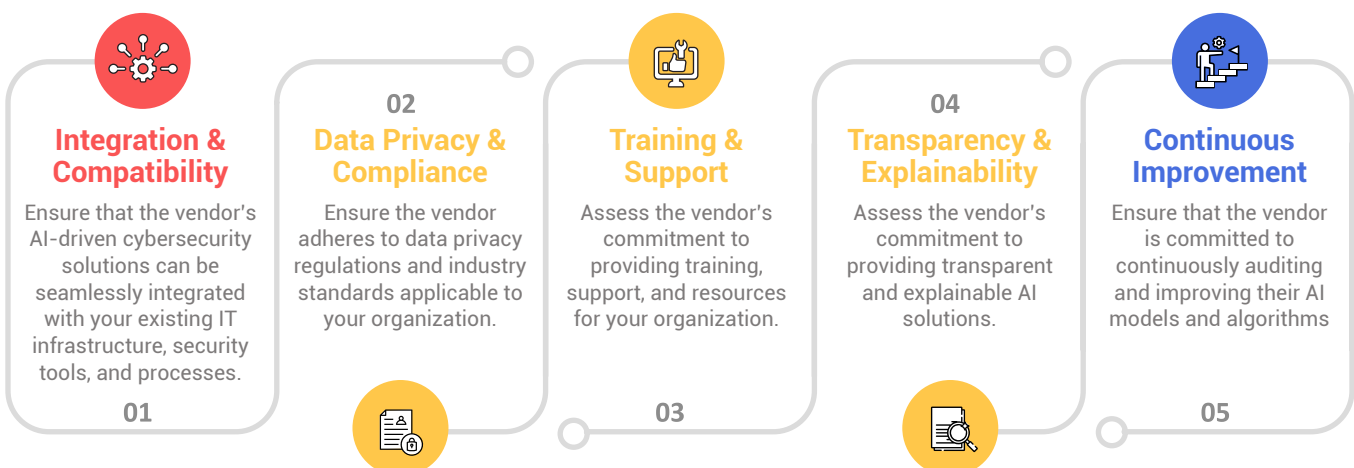 Integration &
Compatibility
Ensure that the vendor's
AI-driven cybersecurity
solutions can be
seamlessly integrated
with your existing IT
infrastructure, security
tools, and processes.
01
02
Data Privacy &
Compliance
Ensure the vendor
adheres to data privacy
regulations and industry
standards applicable to
your organization.
Training &
Support
Assess the vendor's
commitment to
providing training,
support, and resources
for your organization.
03
04
Transparency &
Explainability
Assess the vendor's
commitment to
providing transparent
and explainable AI
solutions.
Continuous
Improvement
Ensure that the vendor
is committed to
continuously auditing
and improving their AI
models and algorithms
05